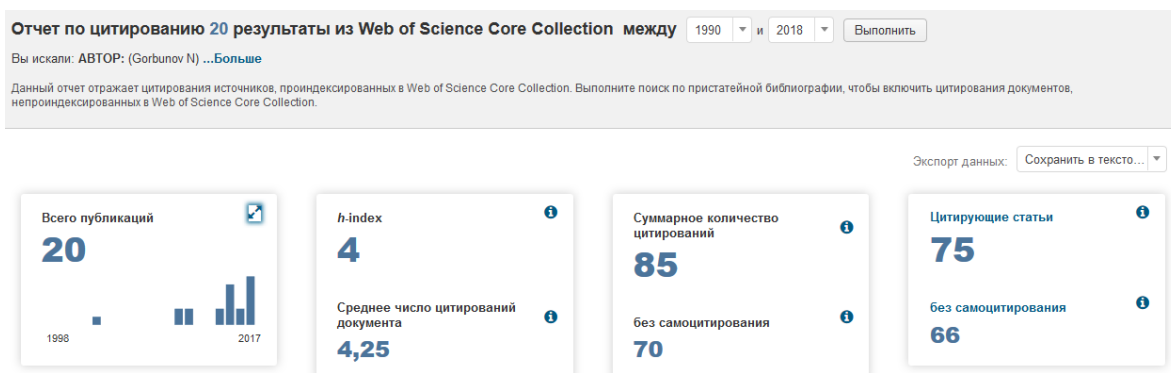 Отчет по цитированию 20 результаты из Web of Science Core Collection между 1990 и 2018 Выполнить
Вы искали: АВТОР: (Gorbunov N) ...Больше
Данный отчет отражает цитирования источников, проиндексированных в Web of Science Core Collection. Выполните поиск по пристатейной библиографии, чтобы включить цитирования документов,
непроиндексированных в Web of Science Core Collection.
Экспорт данных: Сохранить в тексто...
Всего публикаций
20
1998 2017
h-index
4
Среднее число цитирований
документа
4,25
Суммарное количество
цитирований
85
без самоцитирования
70
Цитирующие статьи
75
без самоцитирования
66